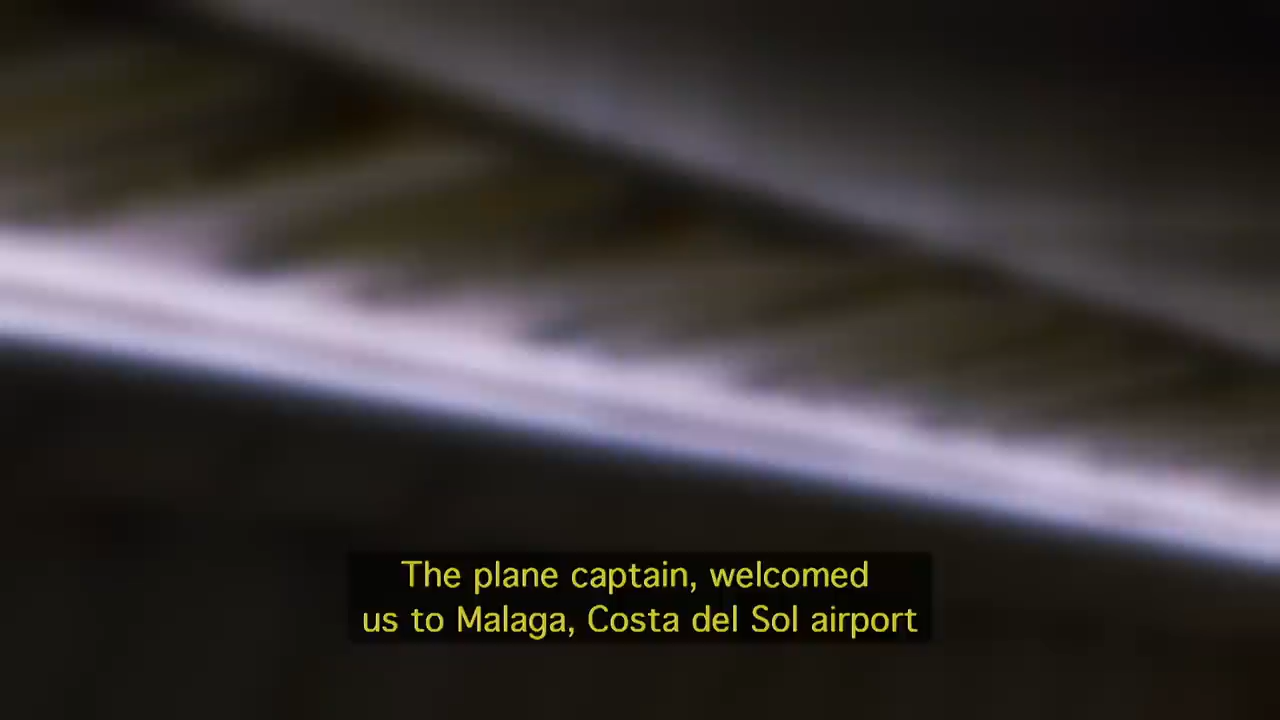 The plane captain, welcomed
us to Malaga, Costa del Sol airport